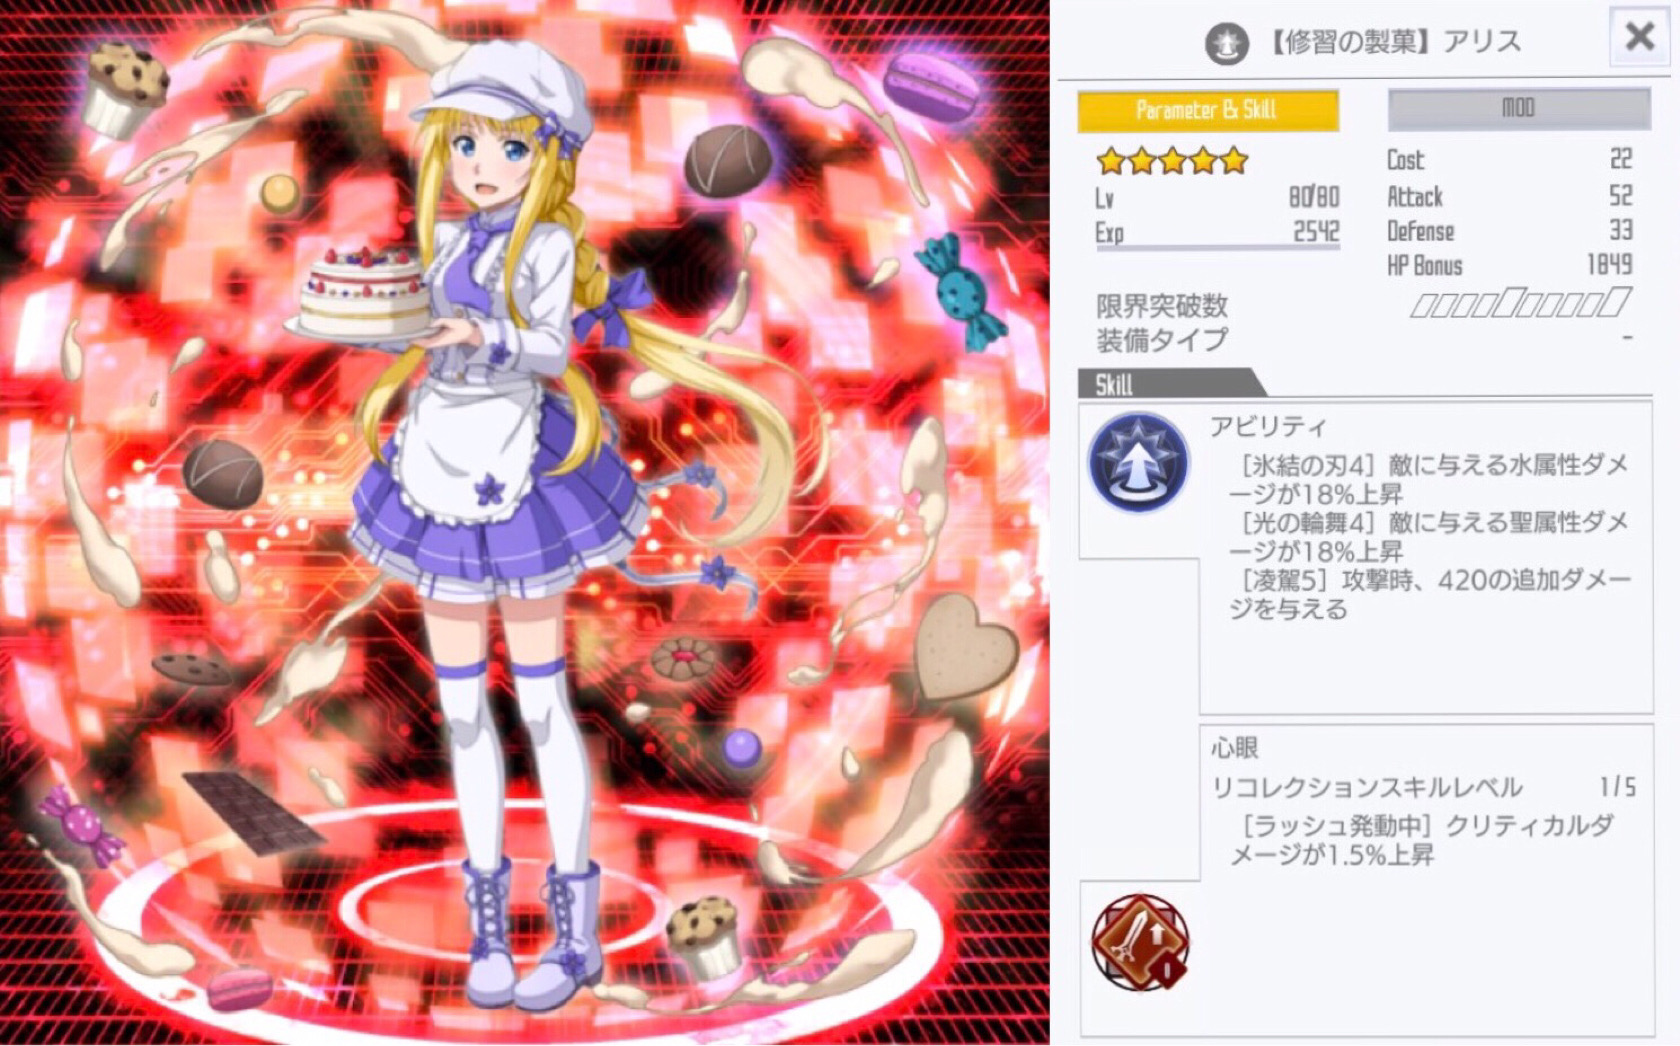 【修習の製菓】アリス
Parameter & Skill
MOD
Lv 80/80
Exp 2542
Cost 22
Attack 52
Defense 33
HP Bonus 1849
限界突破数
装備タイプ -
Skill
アビリティ
［氷結の刃4］敵に与える水属性ダメ
ージが18%上昇
［光の輪舞4］敵に与える聖属性ダメ
ージが18%上昇
［凌駕5］攻撃時、420の追加ダメー
ジを与える
心眼
リコレクションスキルレベル 1/5
［ラッシュ発動中］クリティカルダ
メージが1.5%上昇
I